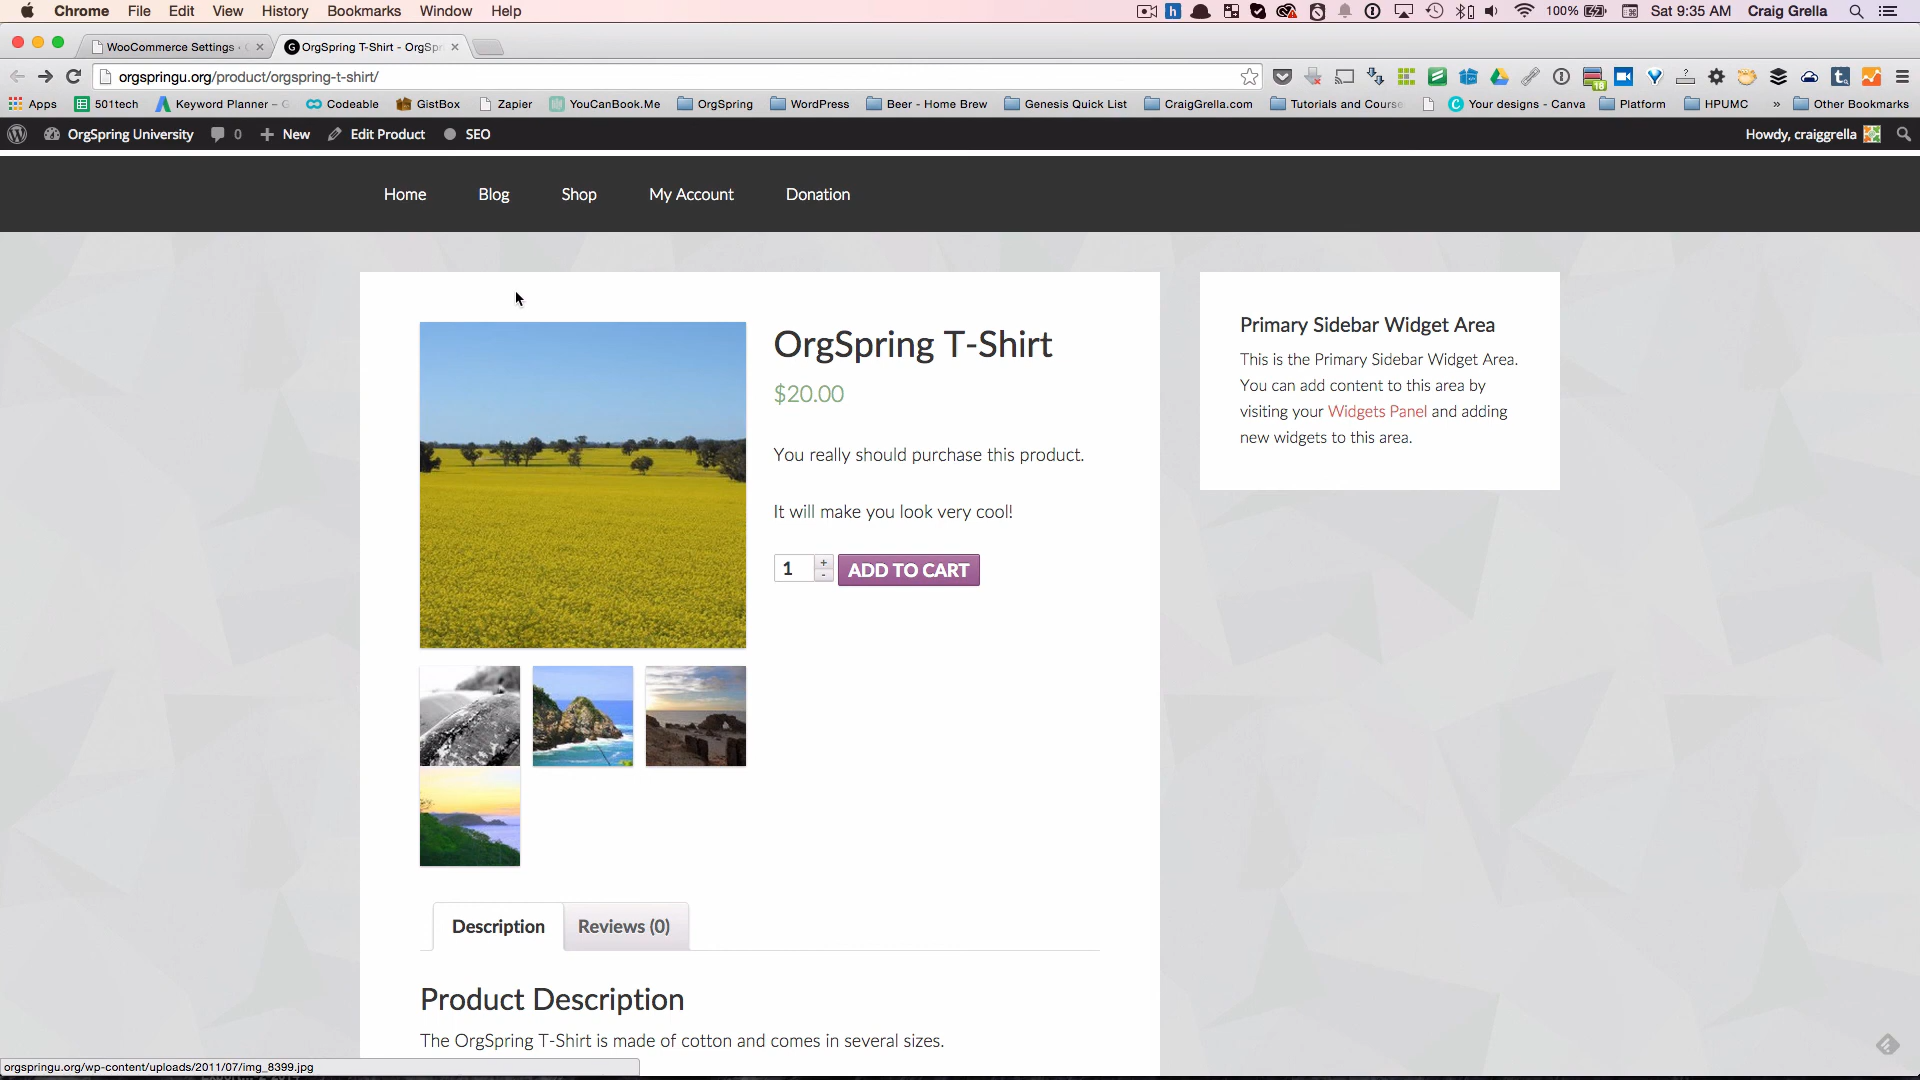 Chrome File Edit View History Bookmarks Window Help 100% Sat 9:35 AM Craig Grella
WooCommerce Settings OrgSpring T-Shirt - OrgSpr
orgspringu.org/product/orgspring-t-shirt/
Apps 501tech Keyword Planner – Codeable GistBox Zapier YouCanBook.Me OrgSpring WordPress Beer - Home Brew Genesis Quick List CraigGrella.com Tutorials and Course Your designs - Canva Platform HPUMC » Other Bookmarks
OrgSpring University 0 + New Edit Product SEO Howdy, craiggrella
Home Blog Shop My Account Donation
OrgSpring T-Shirt
$20.00
You really should purchase this product.
It will make you look very cool!
1 + - ADD TO CART
Primary Sidebar Widget Area
This is the Primary Sidebar Widget Area.
You can add content to this area by
visiting your Widgets Panel and adding
new widgets to this area.
Description Reviews (0)
Product Description
The OrgSpring T-Shirt is made of cotton and comes in several sizes.
orgspringu.org/wp-content/uploads/2011/07/img_8399.jpg